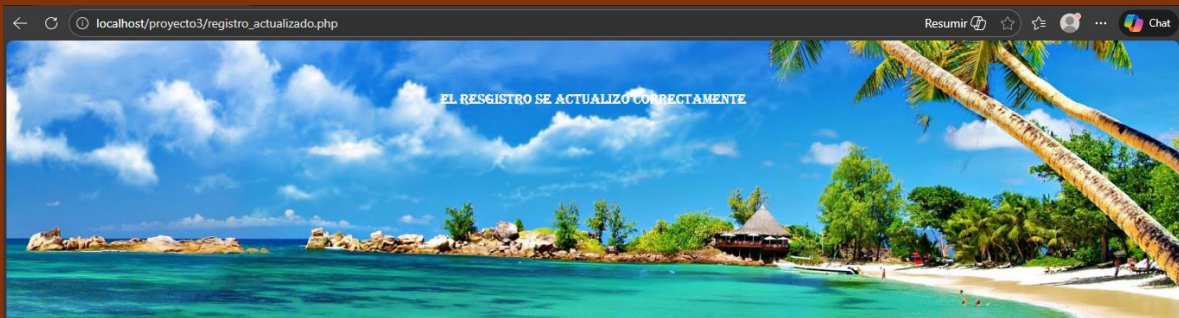 localhost/proyecto3/registro_actualizado.php
Resumir
Chat
EL RESGISTRO SE ACTUALIZO CORRECTAMENTE